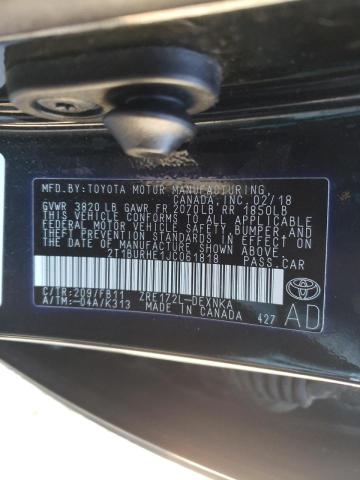 MFD.BY:TOYOTA MOTOR MANUFACTURING,
CANADA, INC. 02/18
GVWR 3820 LB GAWR FR 2070LB RR 1850LB
THIS VEHICLE CONFORMS TO ALL APPLICABLE
FEDERAL MOTOR VEHICLE SAFETY, BUMPER, AND
THEFT PREVENTION STANDARDS IN EFFECT ON
THE DATE OF MANUFACTURE SHOWN ABOVE.
2T1BURHE1JC061818 PASS.CAR
C/TR:209/FB11 ZRE172L-DEXNKA
A/TM:-04A/K313 MADE IN CANADA 427
AD